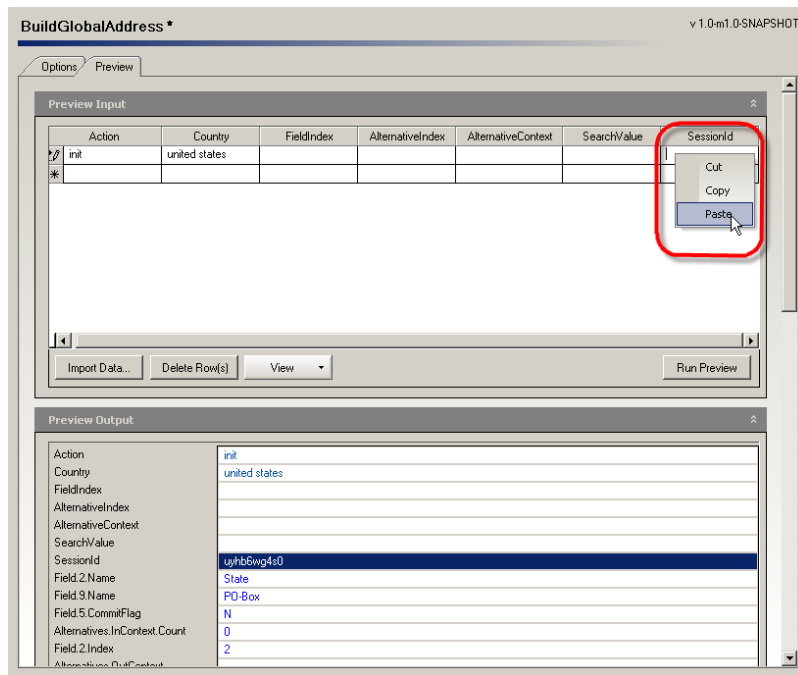 BuildGlobalAddress * v 1.0-m1.0-SNAPSHOT
Options Preview
Preview Input
Action Country FieldIndex AlternativeIndex AlternativeContext SearchValue SessionId
init united states
Cut
Copy
Paste
Import Data... Delete Row(s) View Run Preview
Preview Output
Action init
Country united states
FieldIndex
AlternativeIndex
AlternativeContext
SearchValue
SessionId uyhb6wg4s0
Field.2.Name State
Field.9.Name PO-Box
Field.5.CommitFlag N
Alternatives.InContext.Count 0
Field.2.Index 2
Alternatives.OutContext